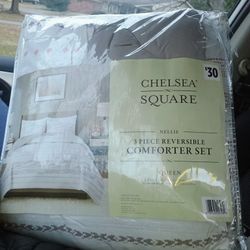 $30
CHELSEA
SQUARE
NELLIE
3 PIECE REVERSIBLE
COMFORTER SET
QUEEN